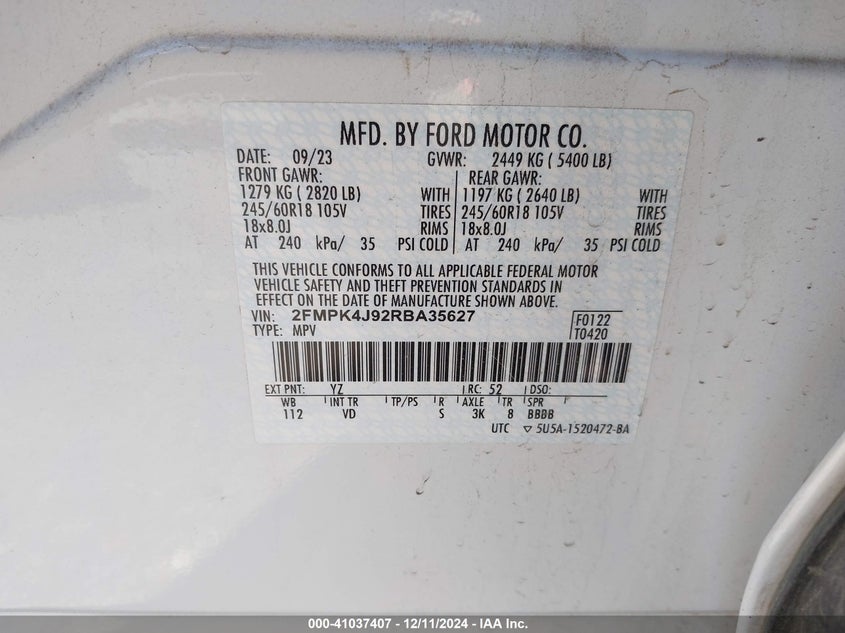 MFD. BY FORD MOTOR CO.
DATE: 09/23 GVWR: 2449 KG ( 5400 LB)
FRONT GAWR: REAR GAWR:
1279 KG ( 2820 LB) WITH 1197 KG ( 2640 LB) WITH
245/60R18 105V TIRES 245/60R18 105V TIRES
18x8.0J RIMS 18x8.0J RIMS
AT 240 kPa/ 35 PSI COLD AT 240 kPa/ 35 PSI COLD
THIS VEHICLE CONFORMS TO ALL APPLICABLE FEDERAL MOTOR
VEHICLE SAFETY AND THEFT PREVENTION STANDARDS IN
EFFECT ON THE DATE OF MANUFACTURE SHOWN ABOVE.
VIN: 2FMPK4J92RBA35627 F0122
TYPE: MPV T0420
EXT PNT: YZ RC: 52 DSO:
WB INT TR TP/PS R AXLE TR SPR
112 VD S 3K 8 BBBB
UTC ▽ 5U5A-1520472-BA
000-41037407 - 12/11/2024 - IAA Inc.